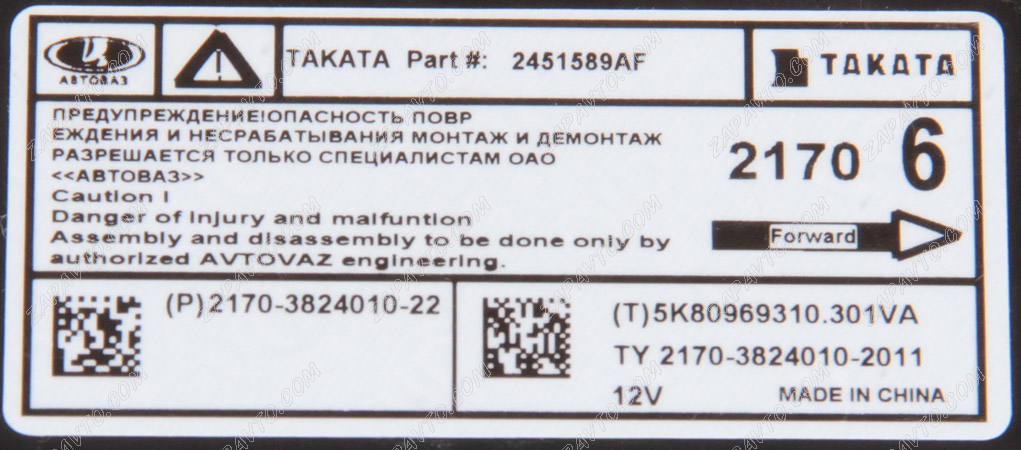 АВТОВАЗ
TAKATA Part #: 2451589AF
TAKATA
ПРЕДУПРЕЖДЕНИЕ!ОПАСНОСТЬ ПОВР
ЕЖДЕНИЯ И НЕСРАБАТЫВАНИЯ МОНТАЖ И ДЕМОНТАЖ
РАЗРЕШАЕТСЯ ТОЛЬКО СПЕЦИАЛИСТАМ ОАО
<<АВТОВАЗ>>
Caution !
Danger of injury and malfuntion
Assembly and disassembly to be done only by
authorized AVTOVAZ engineering.
2170 6
Forward
(P)2170-3824010-22
(T)5K80969310.301VA
TY 2170-3824010-2011
12V MADE IN CHINA
ZAPAVTO.COM